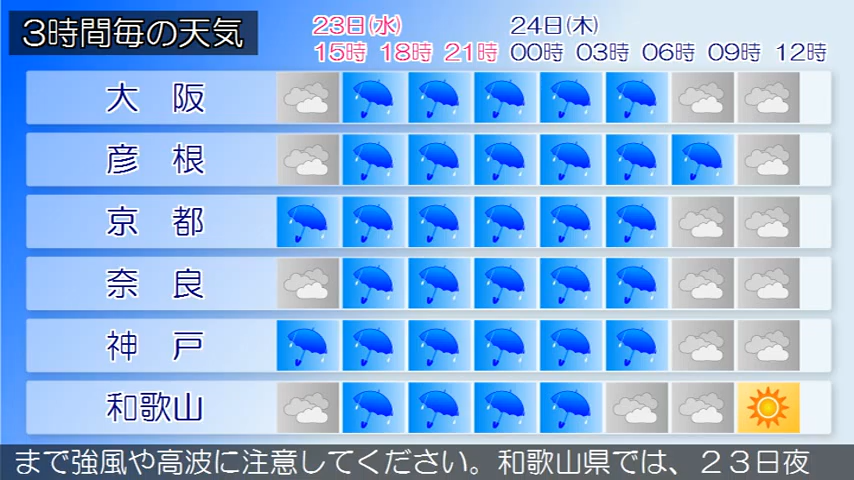 3時間毎の天気
23日(水) 24日(木)
15時 18時 21時 00時 03時 06時 09時 12時
大阪
彦根
京都
奈良
神戸
和歌山
まで強風や高波に注意してください。和歌山県では、２３日夜